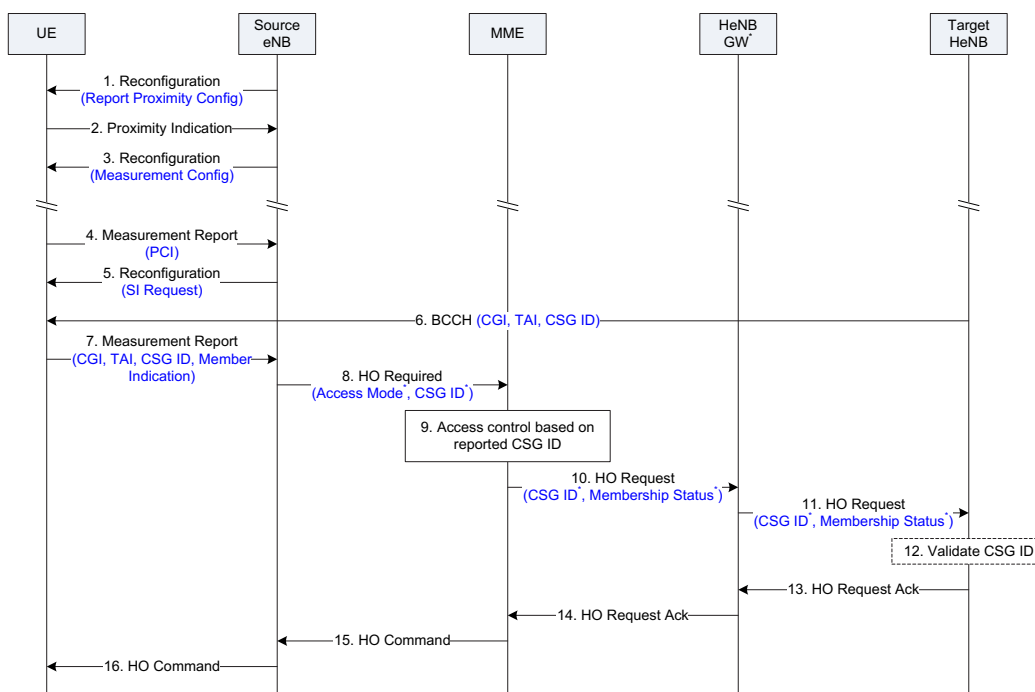 UE
Source
eNB
MME
HeNB
GW*
Target
HeNB
1. Reconfiguration
(Report Proximity Config)
2. Proximity Indication
3. Reconfiguration
(Measurement Config)
4. Measurement Report
(PCI)
5. Reconfiguration
(SI Request)
6. BCCH (CGI, TAI, CSG ID)
7. Measurement Report
(CGI, TAI, CSG ID, Member
Indication)
8. HO Required
(Access Mode*, CSG ID*)
9. Access control based on
reported CSG ID
10. HO Request
(CSG ID*, Membership Status*)
11. HO Request
(CSG ID*, Membership Status*)
12. Validate CSG ID
13. HO Request Ack
14. HO Request Ack
15. HO Command
16. HO Command